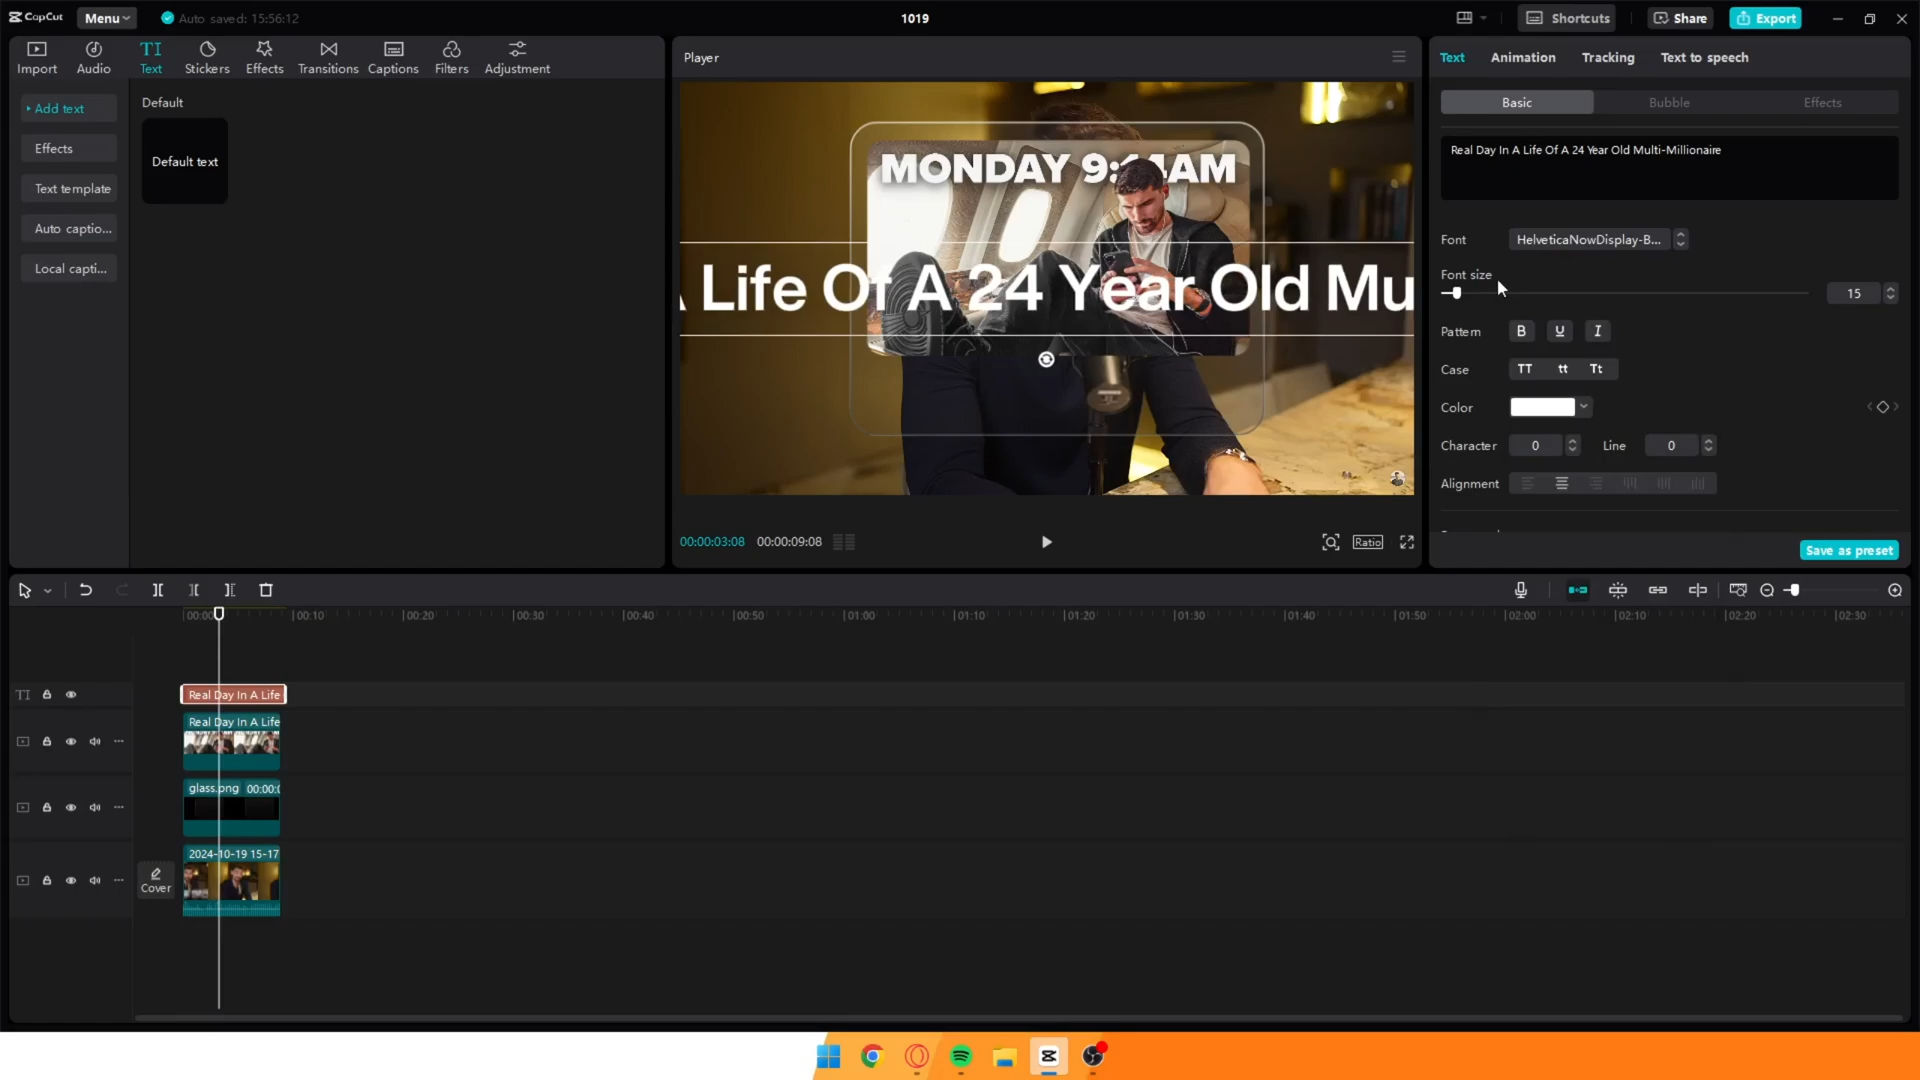 CapCut
Menu
Auto saved: 15:56:12
1019
Shortcuts
Share
Export
Import
Audio
TI
Text
Stickers
Effects
Transitions
Captions
Filters
Adjustment
Add text
Effects
Text template
Auto captio...
Local capti...
Default
Default text
Player
MONDAY 9:14AM
Life Of A 24 Year Old Mu
00:00:03:08
00:00:09:08
Ratio
Text
Animation
Tracking
Text to speech
Basic
Bubble
Effects
Real Day In A Life Of A 24 Year Old Multi-Millionaire
Font
HelveticaNowDisplay-B...
Font size
15
Pattern
B
U
I
Case
TT
tt
Tt
Color
Character
0
Line
0
Alignment
Save as preset
00:00
00:10
00:20
00:30
00:40
00:50
01:00
01:10
01:20
01:30
01:40
01:50
02:00
02:10
02:20
02:30
TI
Real Day In A Life
Real Day In A Life
glass.png
00:00:0
2024-10-19 15-17
Cover